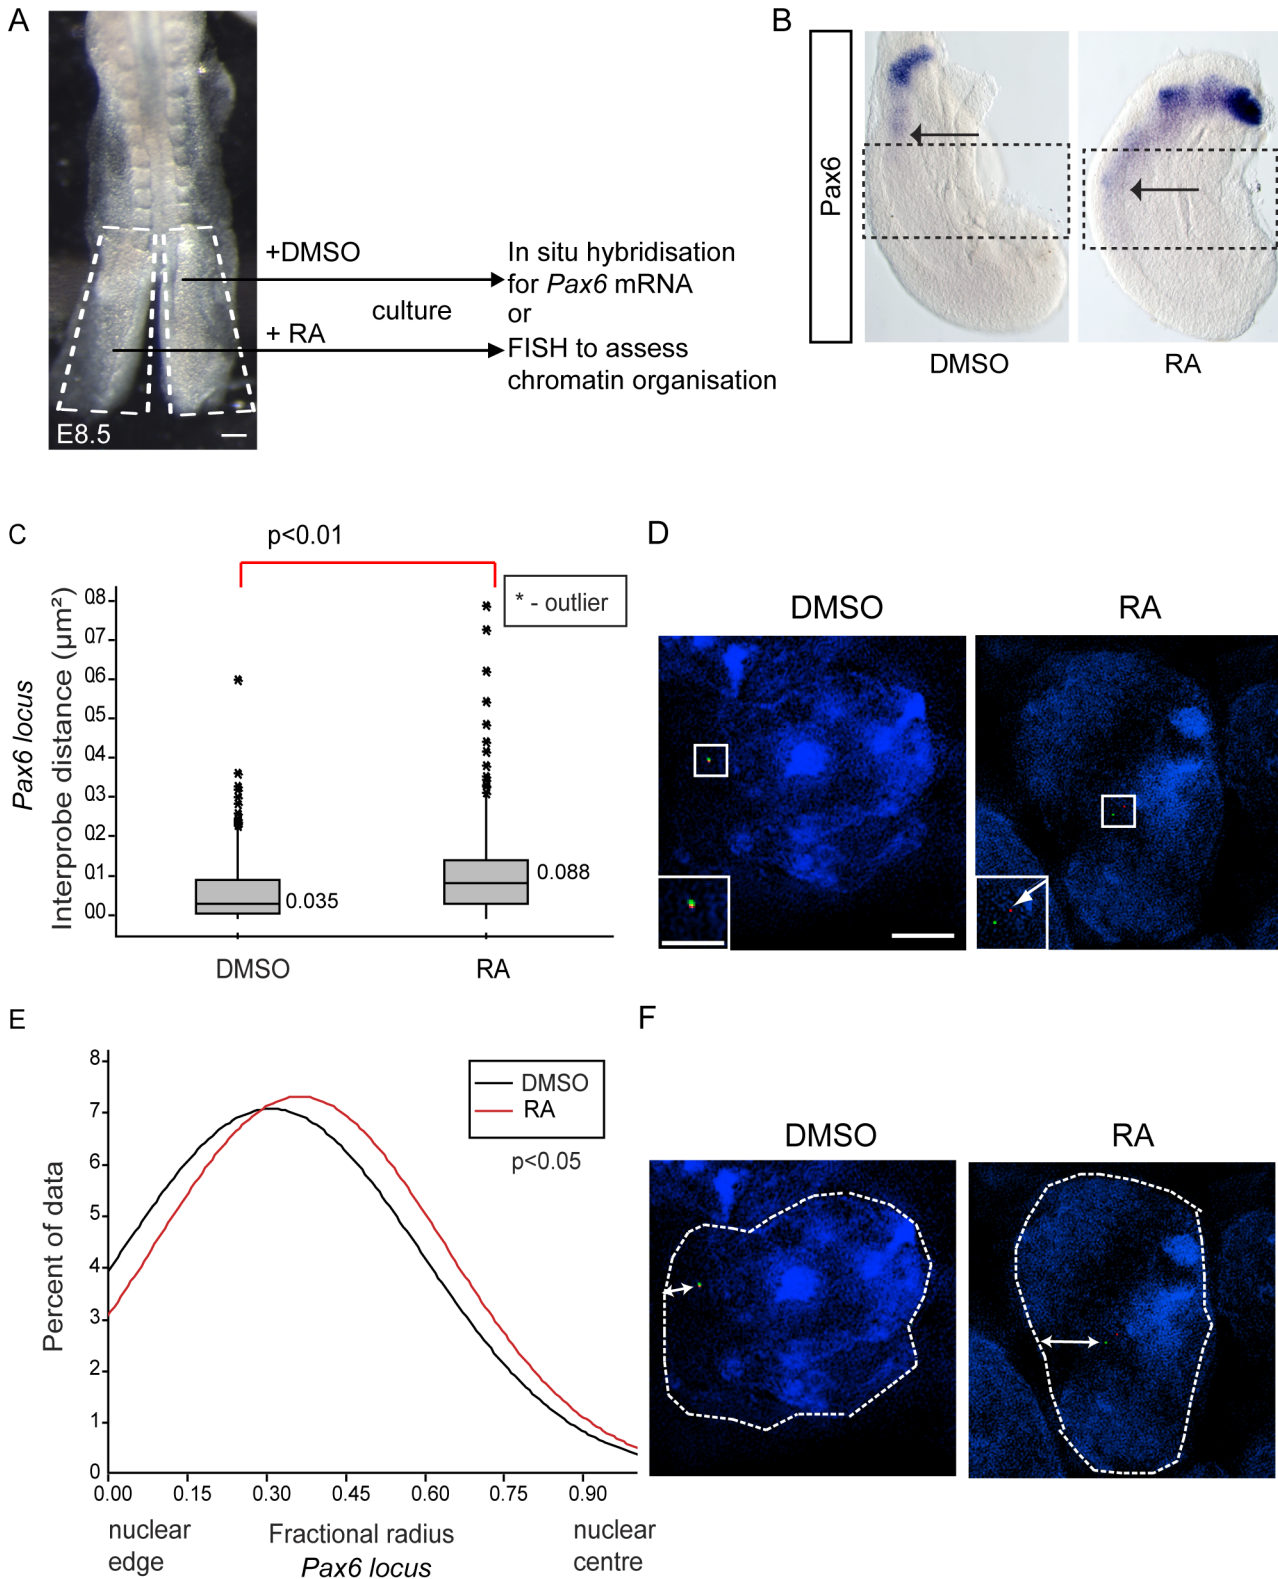 A
+DMSO
culture
+ RA
In situ hybridisation
for Pax6 mRNA
or
FISH to assess
chromatin organisation
E8.5
B
Pax6
DMSO
RA
C
p<0.01
* - outlier
Pax6 locus
Interprobe distance (µm²)
0.8
0.7
0.6
0.5
0.4
0.3
0.2
0.1
0.0
0.035
0.088
DMSO
RA
D
DMSO
RA
E
Percent of data
8
7
6
5
4
3
2
1
0
DMSO
RA
p<0.05
0.00 0.15 0.30 0.45 0.60 0.75 0.90
nuclear
edge
Fractional radius
Pax6 locus
nuclear
centre
F
DMSO
RA